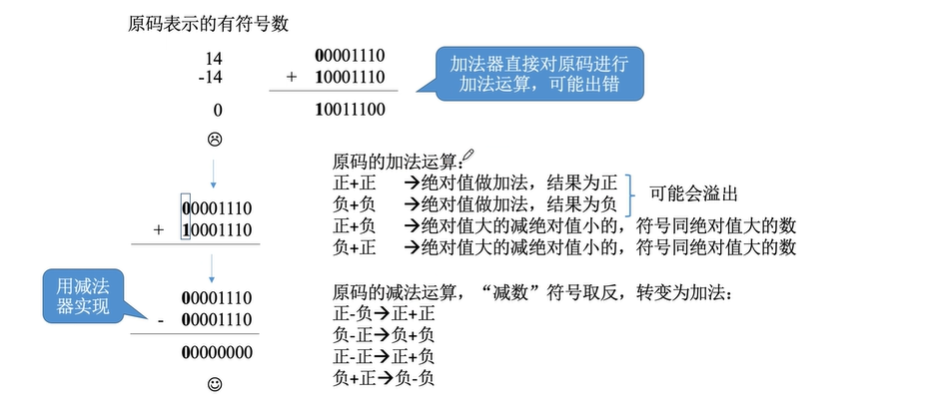 原码表示的有符号数
14
-14
0
00001110
+ 10001110
10011100
加法器直接对原码进行
加法运算，可能出错
00001110
+ 10001110
用减法
器实现
00001110
- 00001110
00000000
原码的加法运算：
正+正 →绝对值做加法，结果为正
负+负 →绝对值做加法，结果为负
可能会溢出
正+负 →绝对值大的减绝对值小的，符号同绝对值大的数
负+正 →绝对值大的减绝对值小的，符号同绝对值大的数
原码的减法运算，“减数”符号取反，转变为加法：
正-负→正+正
负-正→负+负
正-正→正+负
负+正→负-负